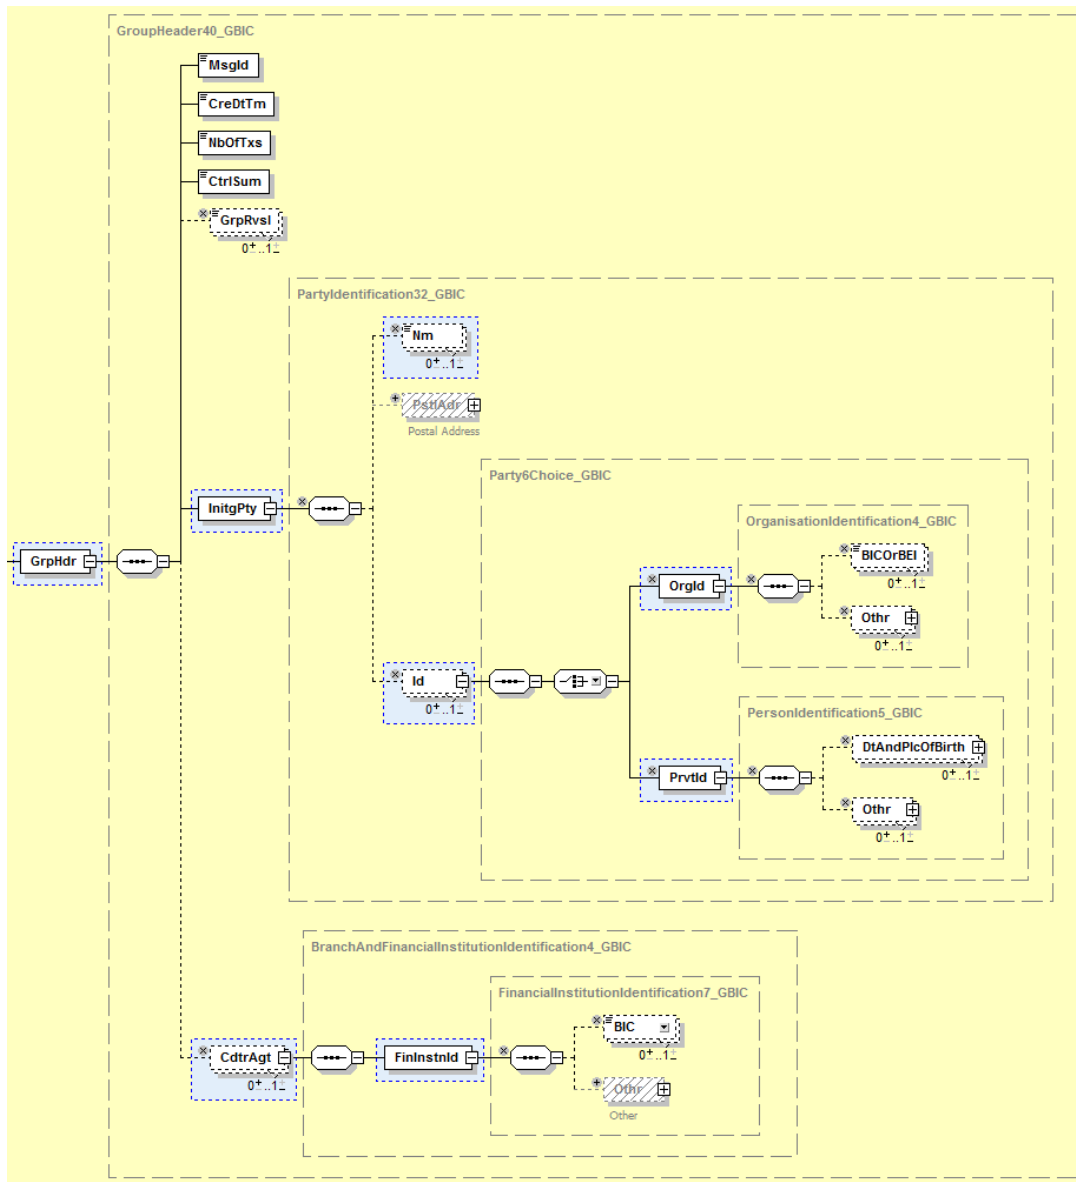 GroupHeader40_GBIC
MsgId
CreDtTm
NbOfTxs
CtrlSum
GrpRvsl
0±..1±
PartyIdentification32_GBIC
Nm
0±..1±
PstlAdr
Postal Address
Party6Choice_GBIC
InitgPty
OrganisationIdentification4_GBIC
BICOrBEI
0±..1±
GrpHdr
OrgId
Othr
0±..1±
Id
0±..1±
PersonIdentification5_GBIC
DtAndPlcOfBirth
0±..1±
PrvtId
Othr
0±..1±
BranchAndFinancialInstitutionIdentification4_GBIC
FinancialInstitutionIdentification7_GBIC
BIC
0±..1±
CdtrAgt
0±..1±
FinInstnId
Othr
Other